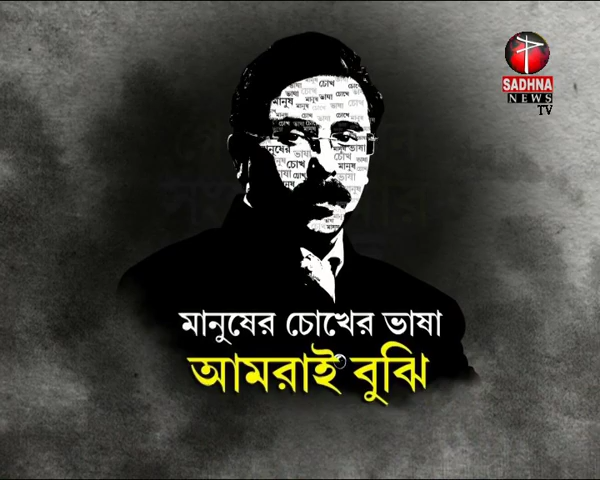 SADHNA
NEWS
TV
চোখ
ভাষা চোখে
মানুষ
মানুষের ভাষা
চোখ
মানুষ
ভাষা
মানুষের চোখের ভাষা
আমরাই বুঝি